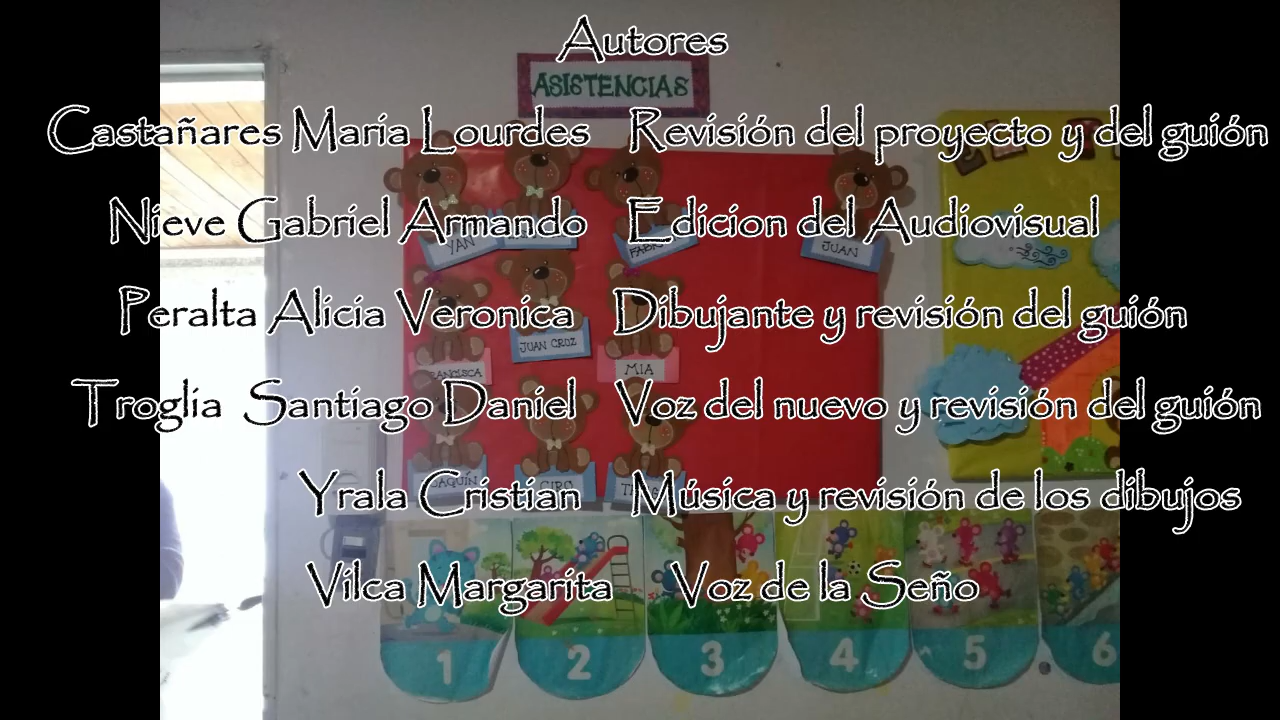 Autores
ASISTENCIAS
Castañares María Lourdes Revisión del proyecto y del guión
Nieve Gabriel Armando Edicion del Audiovisual
YAN
JUAN
Peralta Alicia Veronica Dibujante y revisión del guión
JUAN CRUZ
MIA
Troglia Santiago Daniel Voz del nuevo y revisión del guión
CIRO
Yrala Cristian Música y revisión de los dibujos
Vilca Margarita Voz de la Seño
1 2 3 4 5 6